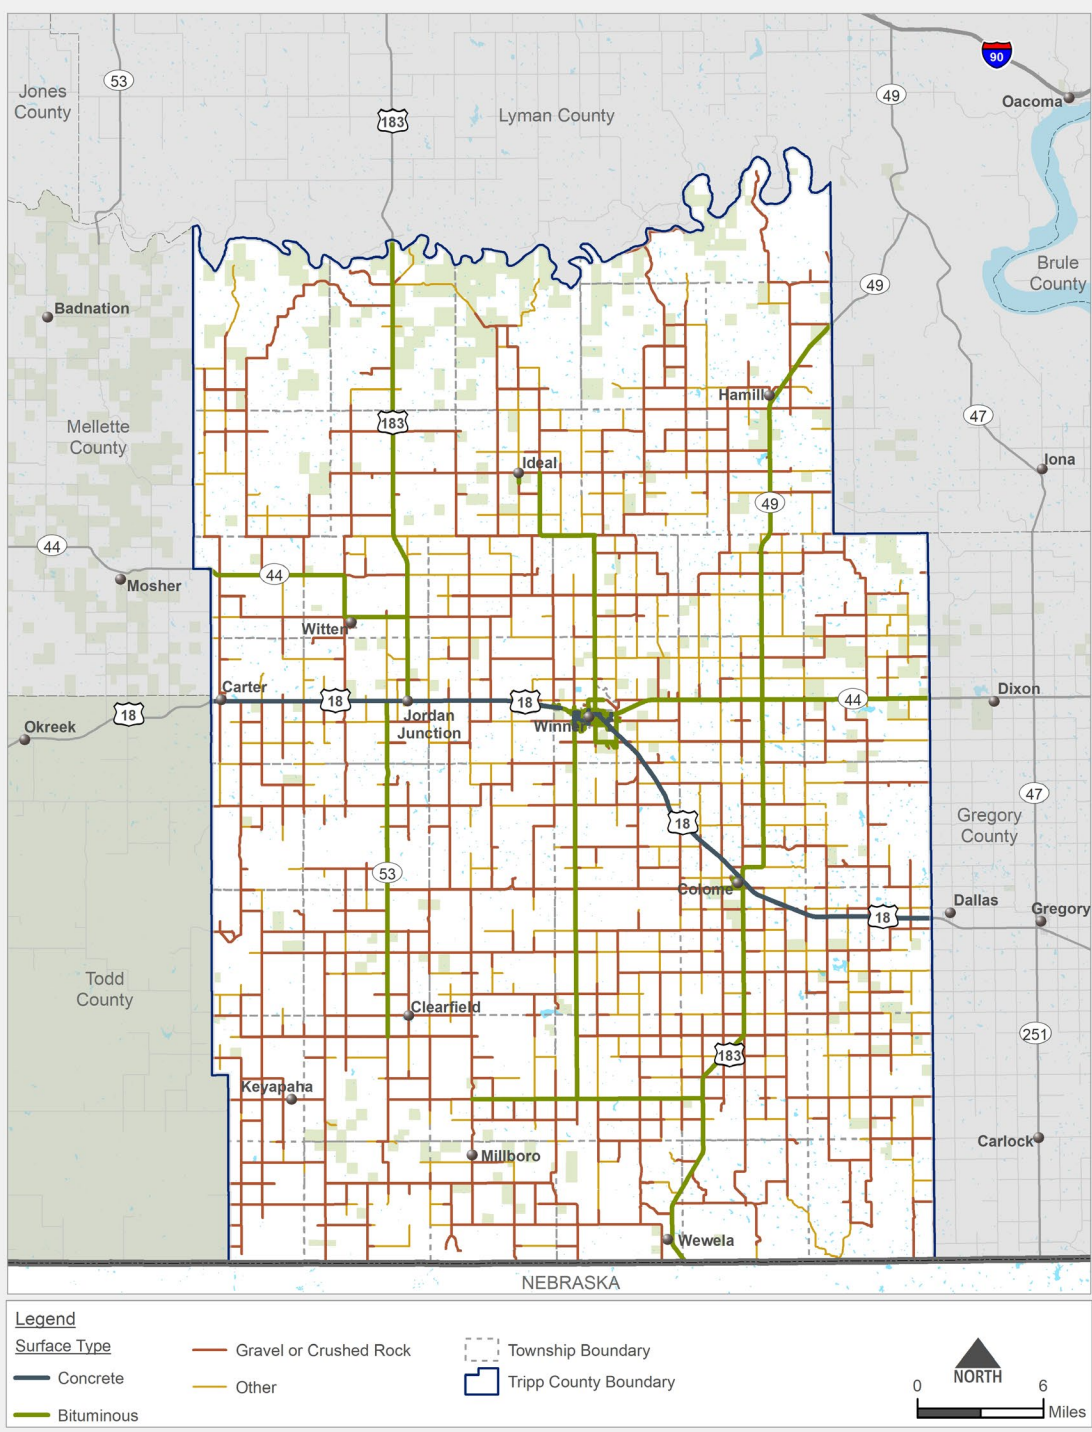 90
53
49
Jones
County
Oacoma
183
Lyman County
Brule
County
49
Badnation
Hamill
47
183
Mellette
County
Iona
Ideal
49
44
44
Mosher
Witten
Carter
Dixon
18
18
18
44
Okreek
Jordan
Junction
Winn
47
18
Gregory
County
53
Colome
Dallas
18
Gregory
Todd
County
Clearfield
251
183
Keyapaha
Carlock
Millboro
Wewela
NEBRASKA
Legend
Surface Type
Concrete
Bituminous
Gravel or Crushed Rock
Other
Township Boundary
Tripp County Boundary
NORTH
0 6
Miles